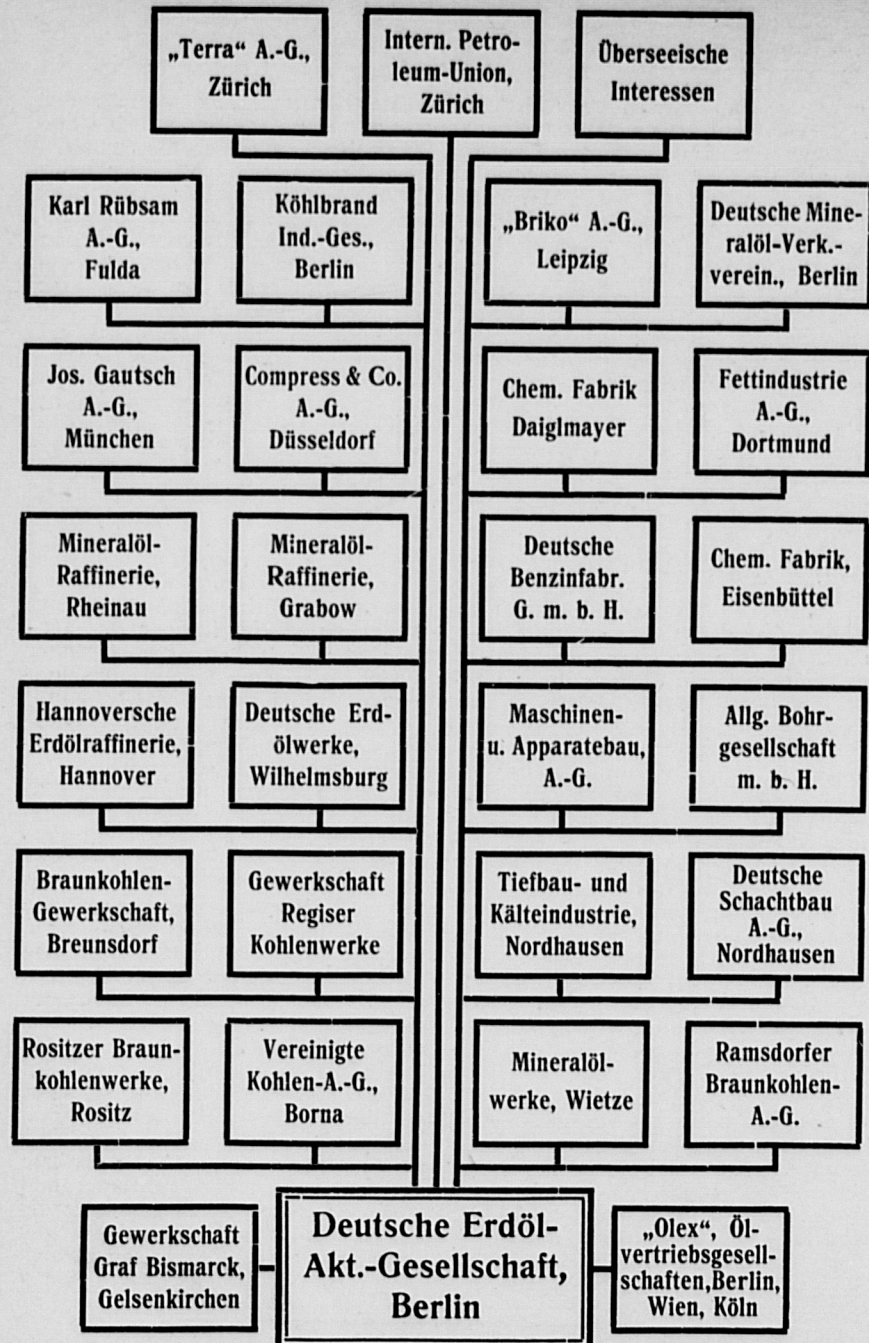 „Terra“ A.-G.,
Zürich
Intern. Petro-
leum-Union,
Zürich
Überseeische
Interessen
Karl Rübsam
A.-G.,
Fulda
Köhlbrand
Ind.-Ges.,
Berlin
„Briko“ A.-G.,
Leipzig
Deutsche Mine-
ralöl-Verk.-
verein., Berlin
Jos. Gautsch
A.-G.,
München
Compress & Co.
A.-G.,
Düsseldorf
Chem. Fabrik
Daiglmayer
Fettindustrie
A.-G.,
Dortmund
Mineralöl-
Raffinerie,
Rheinau
Mineralöl-
Raffinerie,
Grabow
Deutsche
Benzinfabr.
G. m. b. H.
Chem. Fabrik,
Eisenbüttel
Hannoversche
Erdölraffinerie,
Hannover
Deutsche Erd-
ölwerke,
Wilhelmsburg
Maschinen-
u. Apparatebau,
A.-G.
Allg. Bohr-
gesellschaft
m. b. H.
Braunkohlen-
Gewerkschaft,
Breunsdorf
Gewerkschaft
Regiser
Kohlenwerke
Tiefbau- und
Kälteindustrie,
Nordhausen
Deutsche
Schachtbau
A.-G.,
Nordhausen
Rositzer Braun-
kohlenwerke,
Rositz
Vereinigte
Kohlen-A.-G.,
Borna
Mineralöl-
werke, Wietze
Ramsdorfer
Braunkohlen-
A.-G.
Gewerkschaft
Graf Bismarck,
Gelsenkirchen
Deutsche Erdöl-
Akt.-Gesellschaft,
Berlin
„Olex“, Öl-
vertriebsgesell-
schaften,Berlin,
Wien, Köln